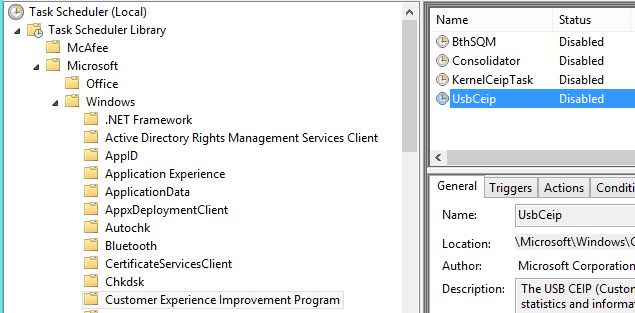 Task Scheduler (Local)
Task Scheduler Library
McAfee
Microsoft
Office
Windows
.NET Framework
Active Directory Rights Management Services Client
AppID
Application Experience
ApplicationData
AppxDeploymentClient
Autochk
Bluetooth
CertificateServicesClient
Chkdsk
Customer Experience Improvement Program
Name Status
BthSQM Disabled
Consolidator Disabled
KernelCeipTask Disabled
UsbCeip Disabled
General Triggers Actions Conditi
Name: UsbCeip
Location: \Microsoft\Windows\C
Author: Microsoft Corporation
Description: The USB CEIP (Custom
statistics and informat